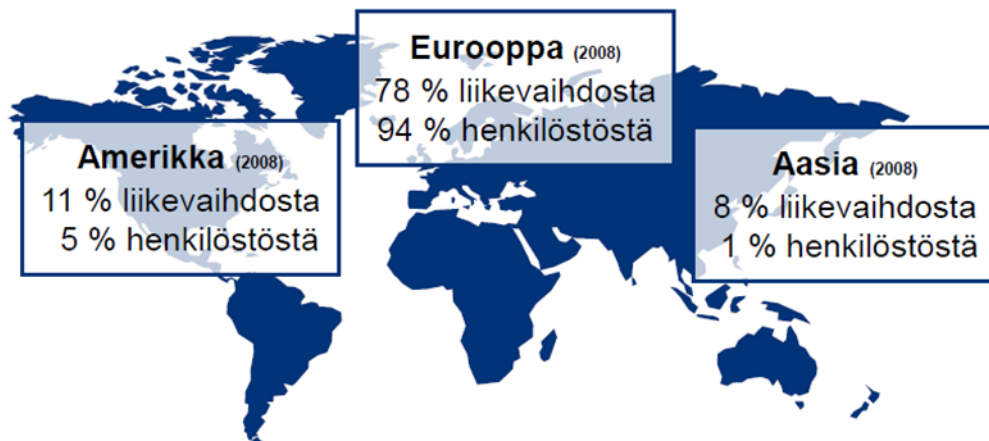 Eurooppa (2008)
78 % liikevaihdosta
94 % henkilöstöstä
Amerikka (2008)
11 % liikevaihdosta
5 % henkilöstöstä
Aasia (2008)
8 % liikevaihdosta
1 % henkilöstöstä